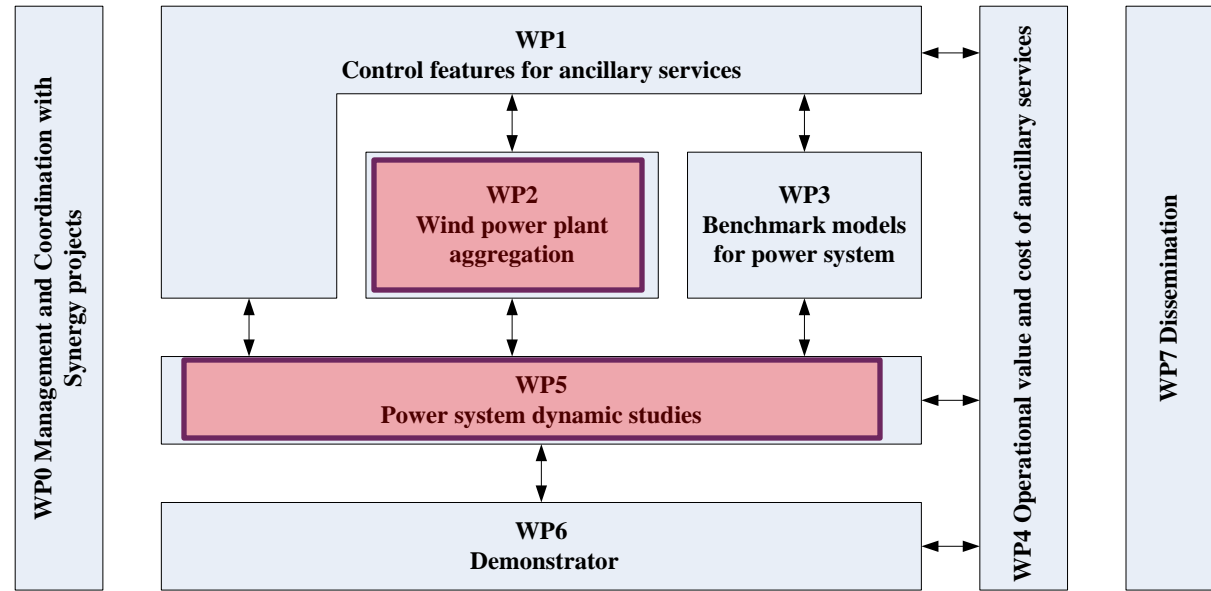 WP0 Management and Coordination with
Synergy projects
WP1
Control features for ancillary services
WP2
Wind power plant
aggregation
WP3
Benchmark models
for power system
WP5
Power system dynamic studies
WP6
Demonstrator
WP4 Operational value and cost of ancillary services
WP7 Dissemination